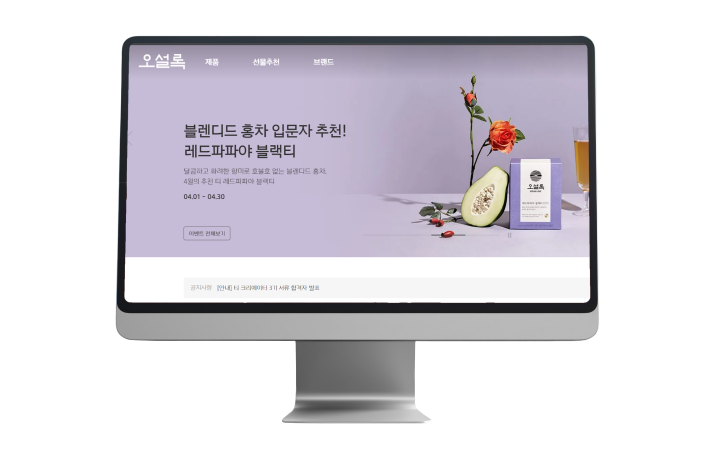 오설록
제품 선물추천 브랜드
블렌디드 홍차 입문자 추천!
레드파파야 블랙티
달콤하고 화려한 향미로 호불호 없는 블렌디드 홍차,
4월의 추천 티 레드파파야 블랙티
04.01 - 04.30
이벤트 전체보기
오설록
공지사항 [안내] 티 크리에이터 3기 서류 합격자 발표